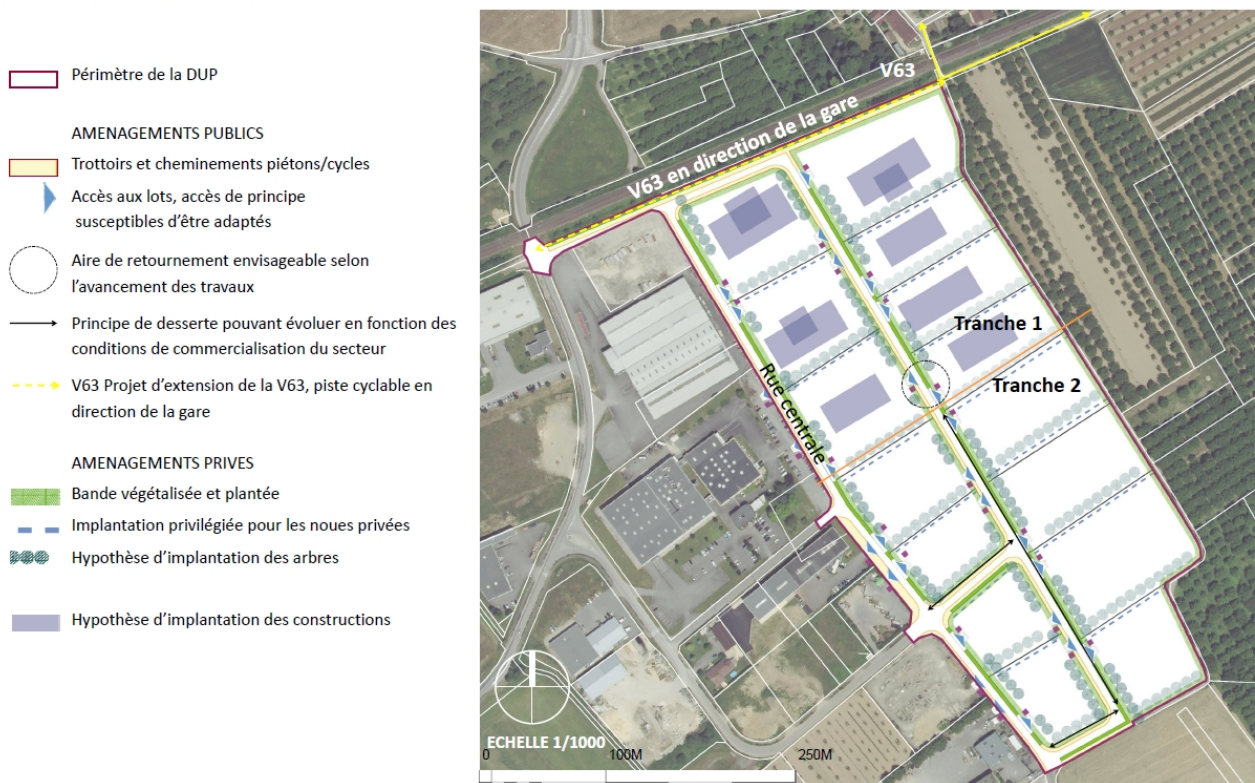 Périmètre de la DUP
AMENAGEMENTS PUBLICS
Trottoirs et cheminements piétons/cycles
Accès aux lots, accès de principe
susceptibles d'être adaptés
Aire de retournement envisageable selon
l'avancement des travaux
Principe de desserte pouvant évoluer en fonction des
conditions de commercialisation du secteur
V63 Projet d'extension de la V63, piste cyclable en
direction de la gare
AMENAGEMENTS PRIVES
Bande végétalisée et plantée
Implantation privilégiée pour les noues privées
Hypothèse d'implantation des arbres
Hypothèse d'implantation des constructions
V63
V63 en direction de la gare
Tranche 1
Tranche 2
Rue centrale
ECHELLE 1/1000
0 100M 250M